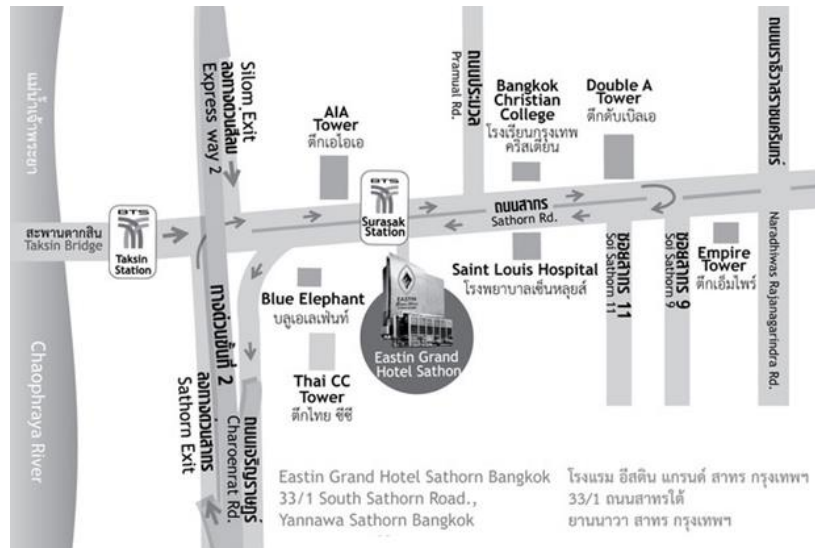 แม่น้ำเจ้าพระยา
Chaophraya River
สะพานตากสิน
Taksin Bridge
BTS
Taksin
Station
Silom Exit
ลงทางด่วนสีลม
Express way 2
ทางด่วนขั้นที่ 2
ลงทางด่วนสาทร
Sathorn Exit
ถนนเจริญราษฎร์
Charoenrat Rd.
AIA
Tower
ตึกเอไอเอ
BTS
Surasak
Station
ถนนประมวล
Pramual Rd.
Bangkok
Christian
College
โรงเรียนกรุงเทพ
คริสเตียน
Double A
Tower
ตึกดับเบิลเอ
ถนนสาทร
Sathorn Rd.
ถนนนราธิวาสราชนครินทร์
Naradhiwas Rajanagarindra Rd.
Blue Elephant
บลูเอเลเฟ่นท์
Thai CC
Tower
ตึกไทย ซีซี
EASTIN
Eastin Grand
Hotel Sathon
Saint Louis Hospital
โรงพยาบาลเซ็นหลุยส์
ซอยสาทร 11
Soi Sathorn 11
ซอยสาทร 9
Soi Sathorn 9
Empire
Tower
ตึกเอ็มไพร์
Eastin Grand Hotel Sathorn Bangkok
33/1 South Sathorn Road.,
Yannawa Sathorn Bangkok
โรงแรม อีสติน แกรนด์ สาทร กรุงเทพฯ
33/1 ถนนสาทรใต้
ยานนาวา สาทร กรุงเทพฯ